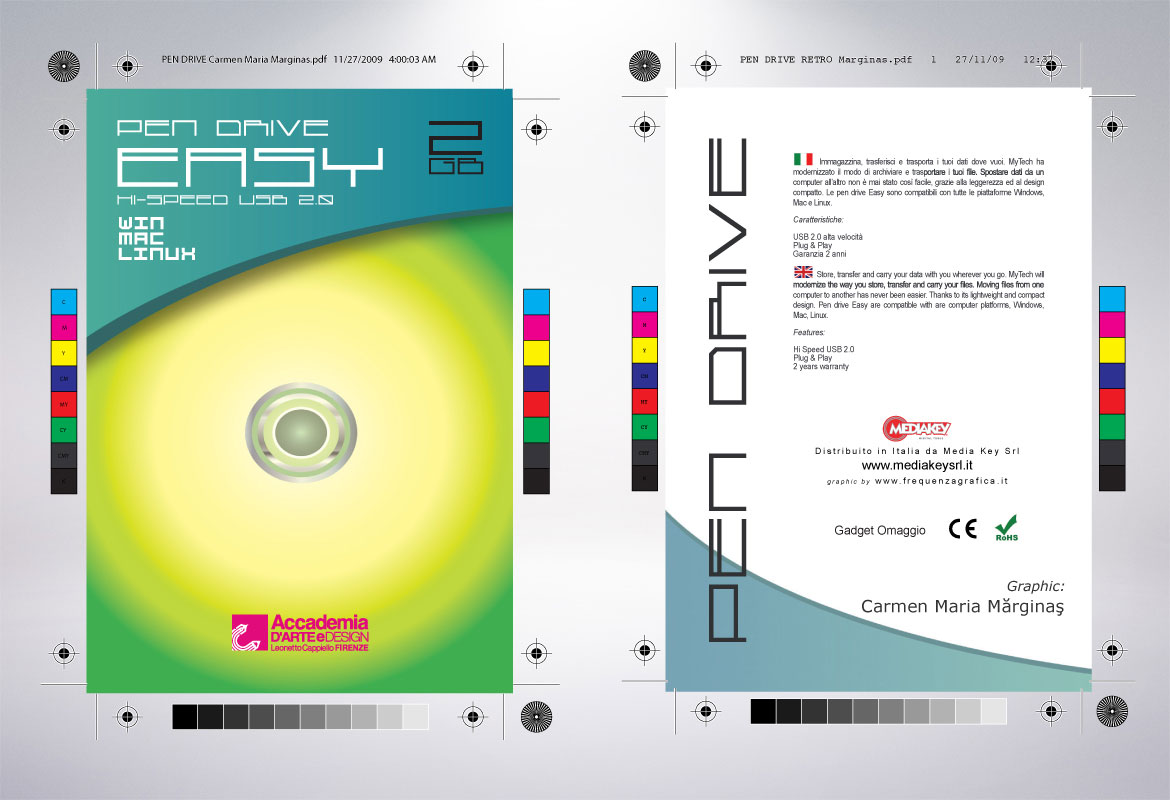 PEN DRIVE Carmen Maria Marginas.pdf 11/27/2009 4:00:03 AM
PEN DRIVE
EASY
HI-SPEED USB 2.0
2
GB
WIN
MAC
LINUX
C
M
Y
CM
MY
CY
CMY
K
Accademia
D'ARTE e DESIGN
Leonetto Cappiello FIRENZE
PEN DRIVE RETRO Marginas.pdf 1 27/11/09
PEN DRIVE
Immagazzina, trasferisci e trasporta i tuoi dati dove vuoi. MyTech ha
modernizzato il modo di archiviare e trasportare i tuoi file. Spostare dati da un
computer all'altro non è mai stato così facile, grazie alla leggerezza ed al design
compatto. Le pen drive Easy sono compatibili con tutte le piattaforme Windows,
Mac e Linux.
Caratteristiche:
USB 2.0 alta velocità
Plug & Play
Garanzia 2 anni
Store, transfer and carry your data with you wherever you go. MyTech will
modernize the way you store, transfer and carry your files. Moving files from one
computer to another has never been easier. Thanks to its lightweight and compact
design. Pen drive Easy are compatible with are computer platforms, Windows,
Mac, Linux.
Features:
Hi Speed USB 2.0
Plug & Play
2 years warranty
C
M
Y
CM
MY
CY
CMY
K
MEDIAKEY
DIGITAL TOOLS
Distribuito in Italia da Media Key Srl
www.mediakeysrl.it
graphic by www.frequenzagrafica.it
Gadget Omaggio CE RoHS
Graphic:
Carmen Maria Mărginaş